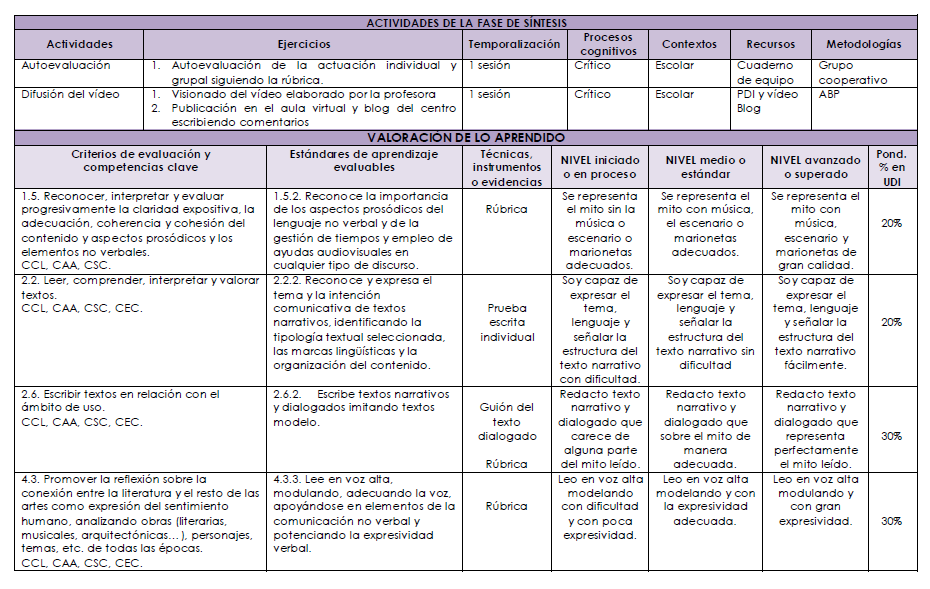 ACTIVIDADES DE LA FASE DE SÍNTESIS
Actividades
Ejercicios
Temporalización
Procesos
cognitivos
Contextos
Recursos
Metodologías
Autoevaluación
1. Autoevaluación de la actuación individual y
grupal siguiendo la rúbrica.
1 sesión
Crítico
Escolar
Cuaderno
de equipo
Grupo
cooperativo
Difusión del vídeo
1. Visionado del vídeo elaborado por la profesora
2. Publicación en el aula virtual y blog del centro
escribiendo comentarios
1 sesión
Crítico
Escolar
PDI y vídeo
Blog
ABP
VALORACIÓN DE LO APRENDIDO
Criterios de evaluación y
competencias clave
Estándares de aprendizaje
evaluables
Técnicas,
instrumentos
o evidencias
NIVEL iniciado
o en proceso
NIVEL medio o
estándar
NIVEL avanzado
o superado
Pond.
% en
UDI
1.5. Reconocer, interpretar y evaluar
progresivamente la claridad expositiva, la
adecuación, coherencia y cohesión del
contenido y aspectos prosódicos y los
elementos no verbales.
CCL, CAA, CSC.
1.5.2. Reconoce la importancia
de los aspectos prosódicos del
lenguaje no verbal y de la
gestión de tiempos y empleo de
ayudas audiovisuales en
cualquier tipo de discurso.
Rúbrica
Se representa
el mito sin la
música o
escenario o
marionetas
adecuados.
Se representa el
mito con música,
el escenario o
marionetas
adecuados.
Se representa el
mito con
música,
escenario y
marionetas de
gran calidad.
20%
2.2. Leer, comprender, interpretar y valorar
textos.
CCL, CAA, CSC, CEC.
2.2.2. Reconoce y expresa el
tema y la intención
comunicativa de textos
narrativos, identificando la
tipología textual seleccionada,
las marcas lingüísticas y la
organización del contenido.
Prueba
escrita
individual
Soy capaz de
expresar el
tema,
lenguaje y
señalar la
estructura del
texto narrativo
con dificultad.
Soy capaz de
expresar el tema,
lenguaje y
señalar la
estructura del
texto narrativo sin
dificultad
Soy capaz de
expresar el
tema, lenguaje
y señalar la
estructura del
texto narrativo
fácilmente.
20%
2.6. Escribir textos en relación con el
ámbito de uso.
CCL, CAA, CSC, CEC.
2.6.2. Escribe textos narrativos
y dialogados imitando textos
modelo.
Guión del
texto
dialogado
Rúbrica
Redacto texto
narrativo y
dialogado que
carece de
alguna parte
del mito leído.
Redacto texto
narrativo y
dialogado que
sobre el mito de
manera
adecuada.
Redacto texto
narrativo y
dialogado que
representa
perfectamente
el mito leído.
30%
4.3. Promover la reflexión sobre la
conexión entre la literatura y el resto de las
artes como expresión del sentimiento
humano, analizando obras (literarias,
musicales, arquitectónicas…), personajes,
temas, etc. de todas las épocas.
CCL, CAA, CSC, CEC.
4.3.3. Lee en voz alta,
modulando, adecuando la voz,
apoyándose en elementos de la
comunicación no verbal y
potenciando la expresividad
verbal.
Rúbrica
Leo en voz alta
modelando
con dificultad
y con poca
expresividad.
Leo en voz alta
modelando y con
la expresividad
adecuada.
Leo en voz alta
modulando y
con gran
expresividad.
30%